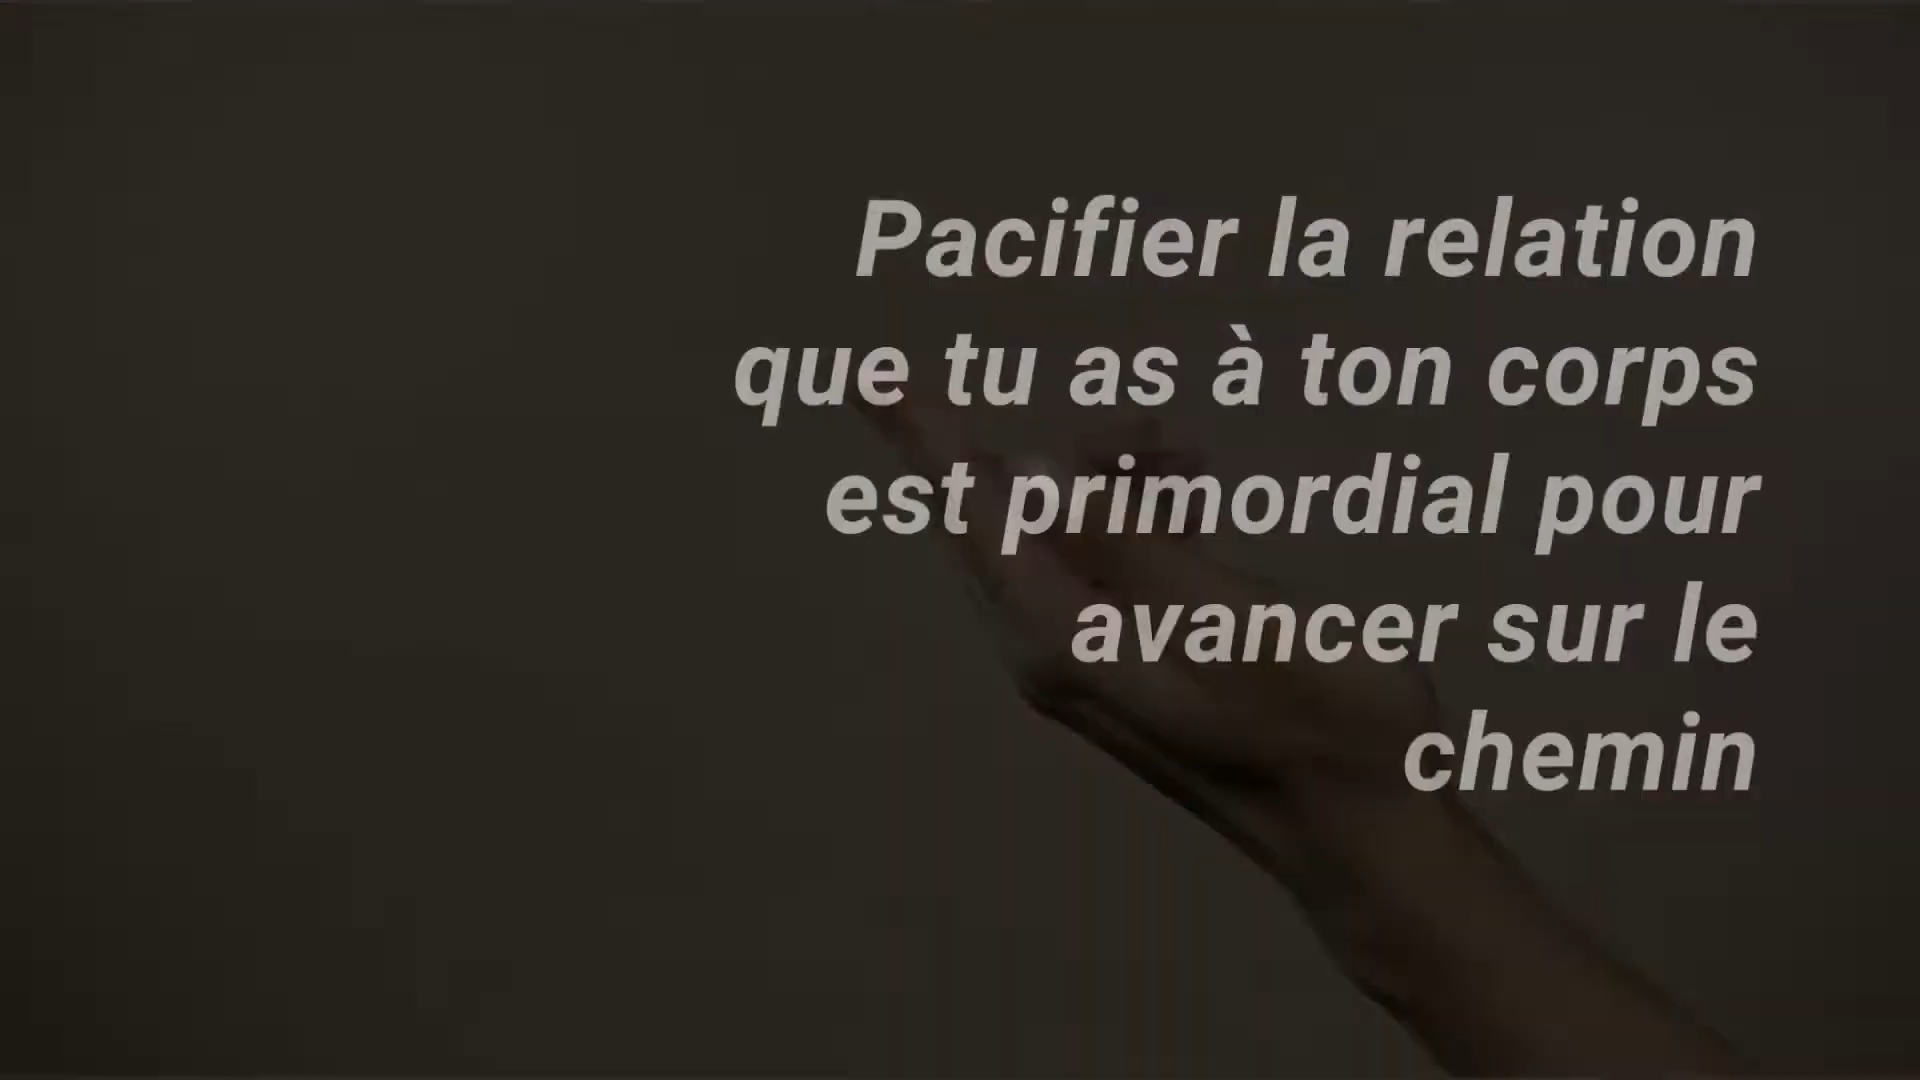 Pacifier la relation
que tu as à ton corps
est primordial pour
avancer sur le
chemin